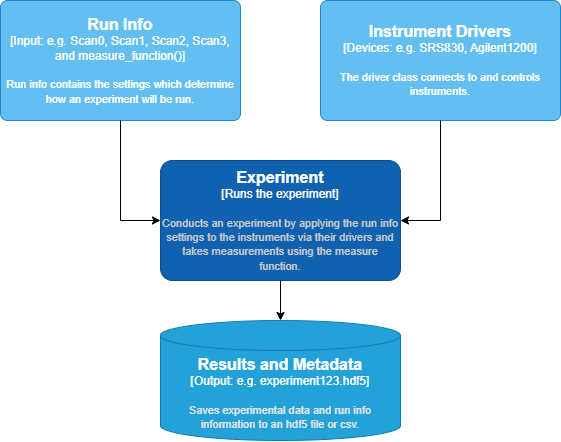 Run Info
[Input: e.g. Scan0, Scan1, Scan2, Scan3,
and measure_function()]
Run info contains the settings which determine
how an experiment will be run.
Instrument Drivers
[Devices: e.g. SRS830, Agilent1200]
The driver class connects to and controls
instruments.
Experiment
[Runs the experiment]
Conducts an experiment by applying the run info
settings to the instruments via their drivers and
takes measurements using the measure
function.
Results and Metadata
[Output: e.g. experiment123.hdf5]
Saves experimental data and run info
information to an hdf5 file or csv.